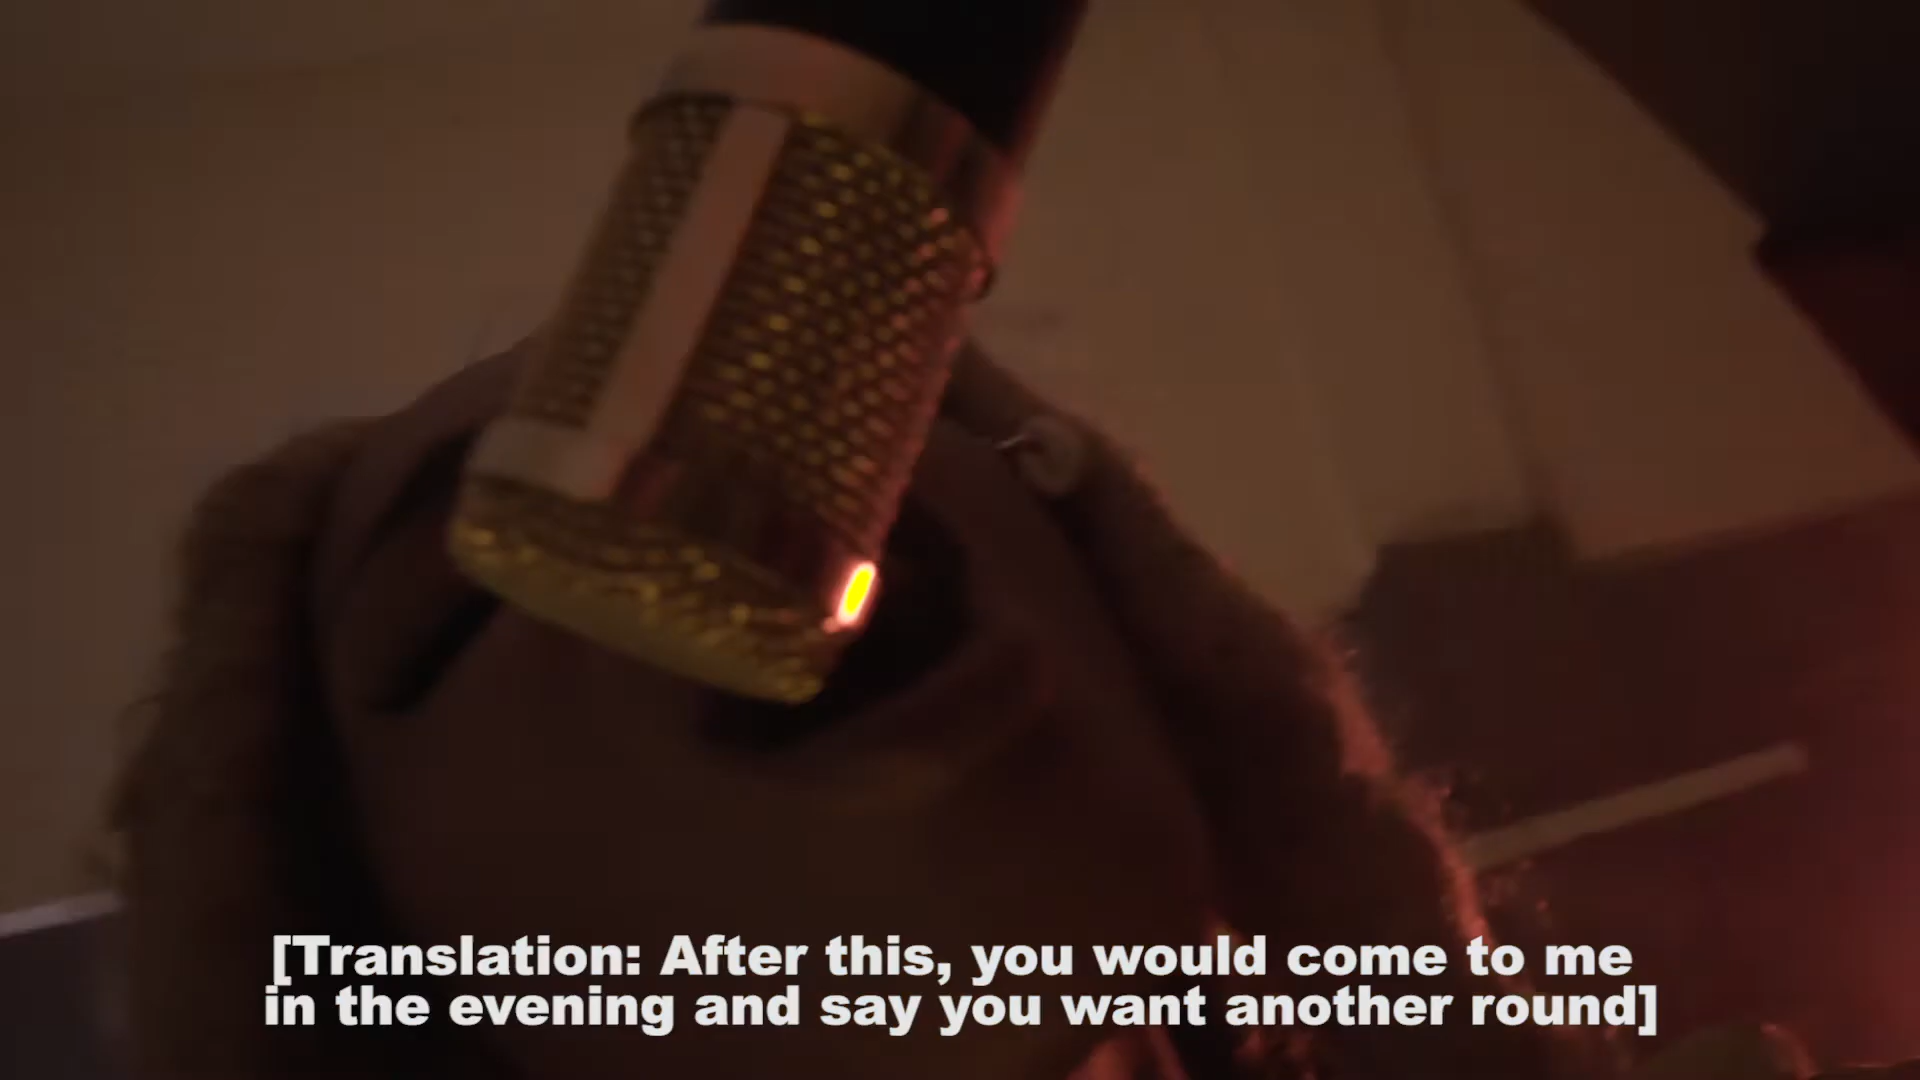 [Translation: After this, you would come to me
in the evening and say you want another round]